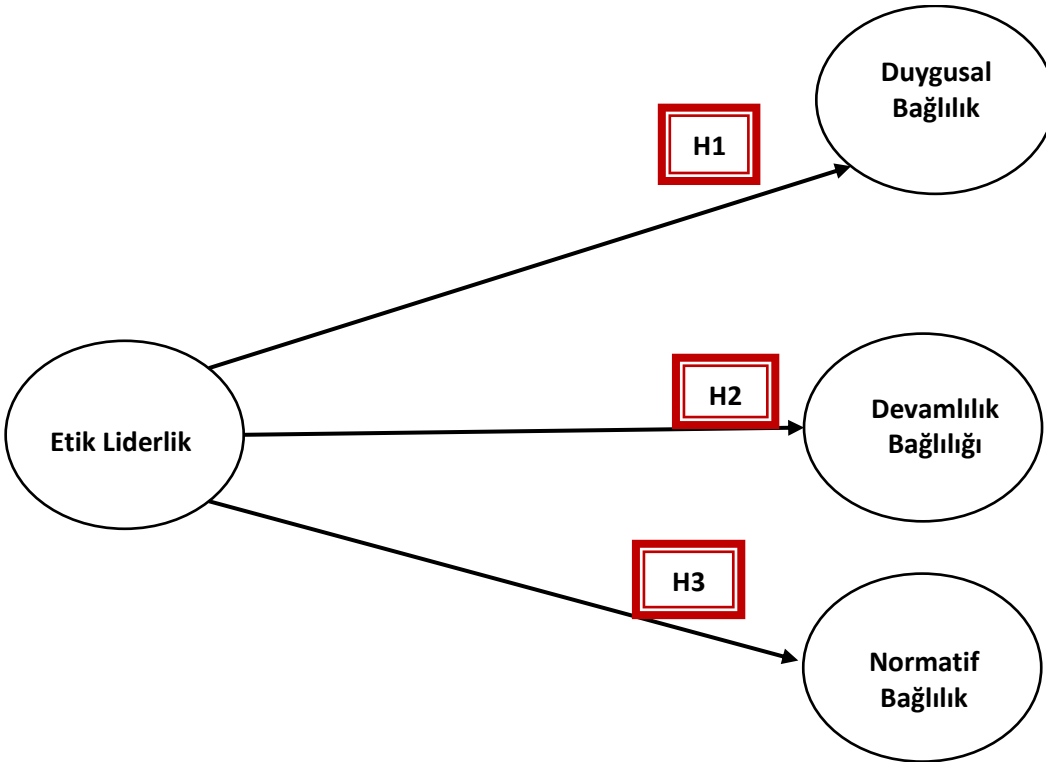 Duygusal
Bağlılık
H1
H2
Devamlılık
Bağlılığı
Etik Liderlik
H3
Normatif
Bağlılık